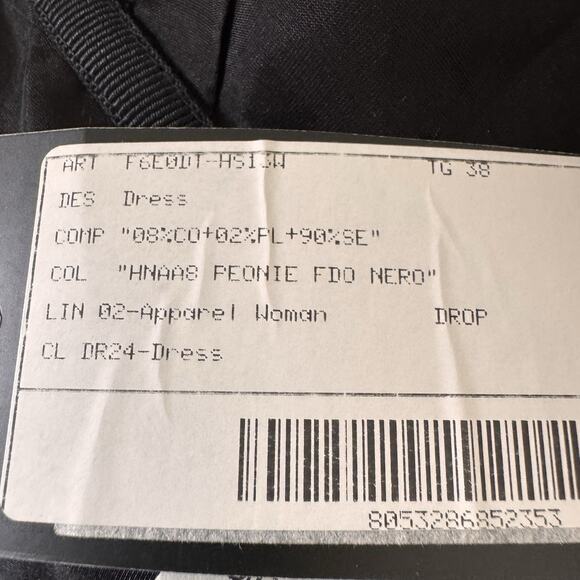 ART F6E0DT-HS13W TG 38
DES Dress
COMP "08%CO+02%PL+90%SE"
COL "HNAA8 PEONIE FDO NERO"
LIN 02-Apparel Woman DROP
CL DR24-Dress
8053286852353